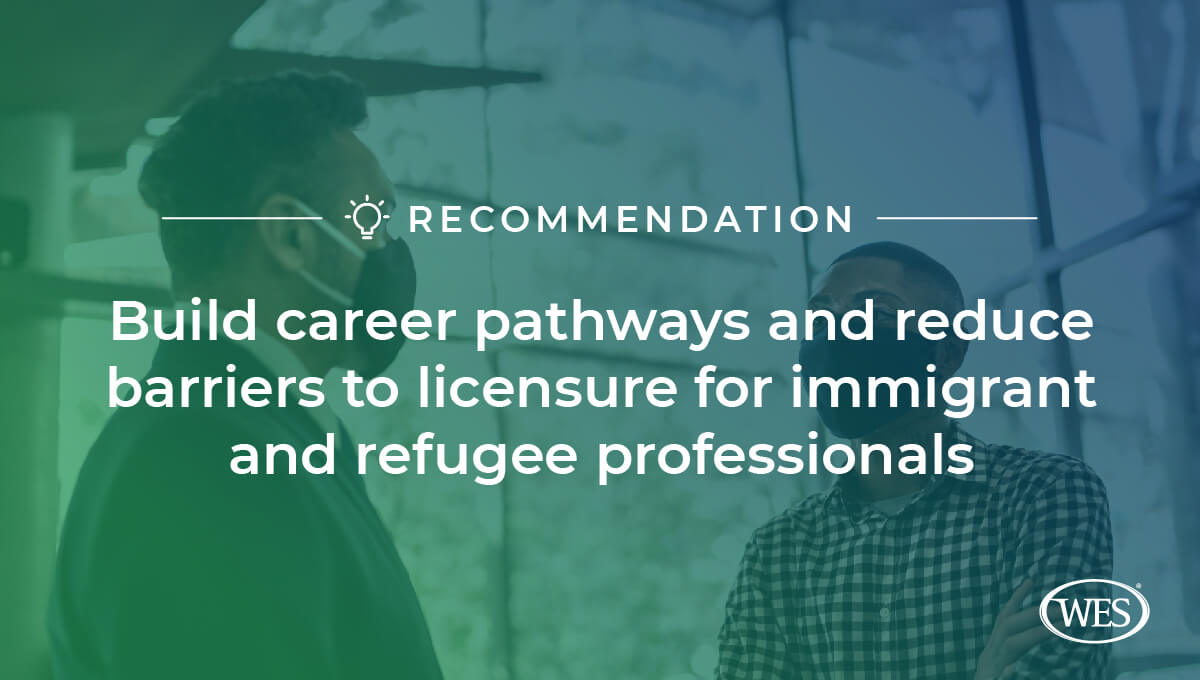 RECOMMENDATION
Build career pathways and reduce
barriers to licensure for immigrant
and refugee professionals
WES®